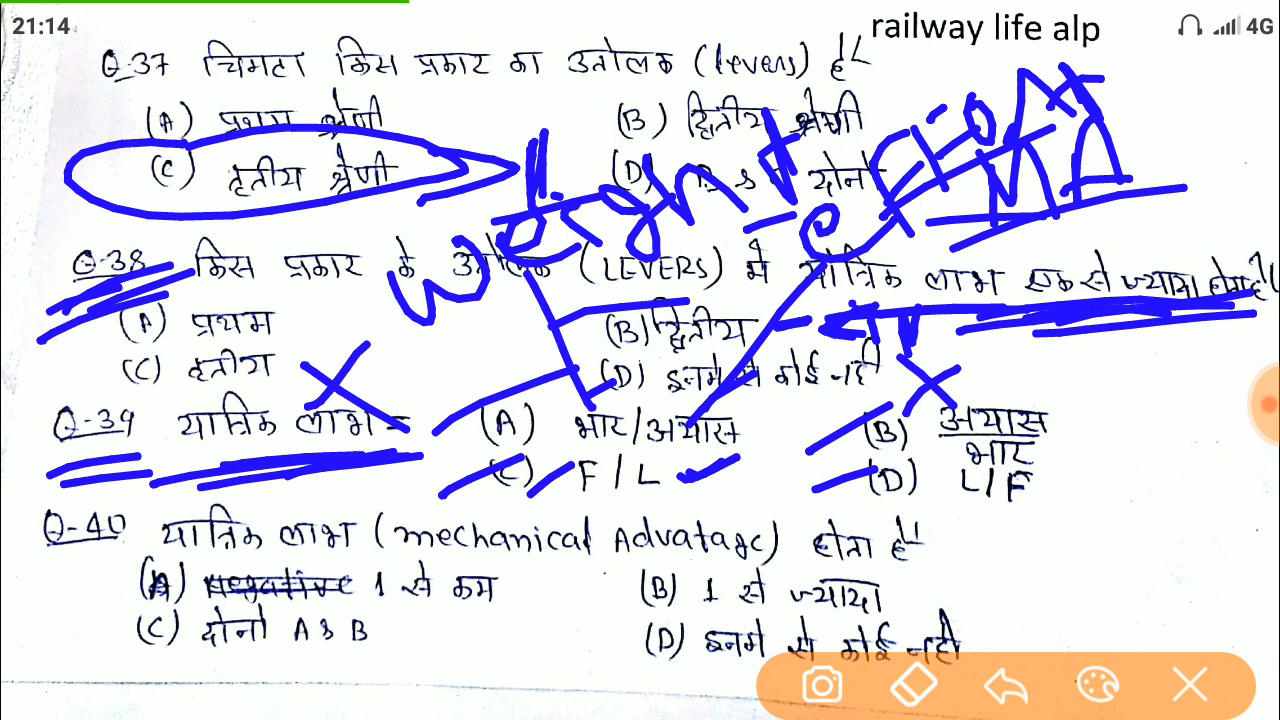 21:14 railway life alp 4G
Q-37 चिमटा किस प्रकार का उतोलक (levers) है
(A) प्रथम श्रेणी (B) द्वितीय श्रेणी
(C) तृतीय श्रेणी (D) दोनो
Weight
Q-38 किस प्रकार के (LEVERS) मे यांत्रिक लाभ एक से ज्यादा होता है
(A) प्रथम (B) द्वितीय
(C) तृतीय (D) इनमे से कोई नही
Q-39 यांत्रिक लाभ = (A) भार/अयास (B) अयास/भार
(C) F/L (D) L/F
Q-40 यात्रिक लाभ (mechanical Advatage) होता है
(A) 1 से कम (B) 1 से ज्यादा
(C) दोनो A & B (D) इनमे से कोई नही